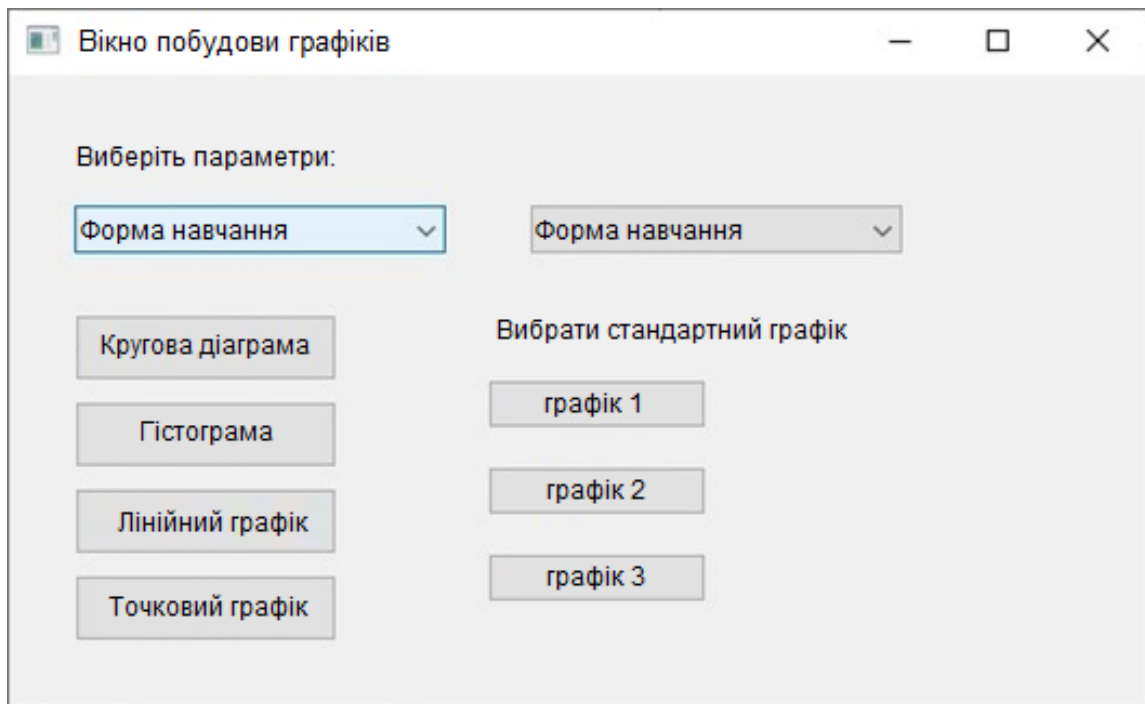 Вікно побудови графіків
Виберіть параметри:
Форма навчання
Форма навчання
Кругова діаграма
Гістограма
Лінійний графік
Точковий графік
Вибрати стандартний графік
графік 1
графік 2
графік 3